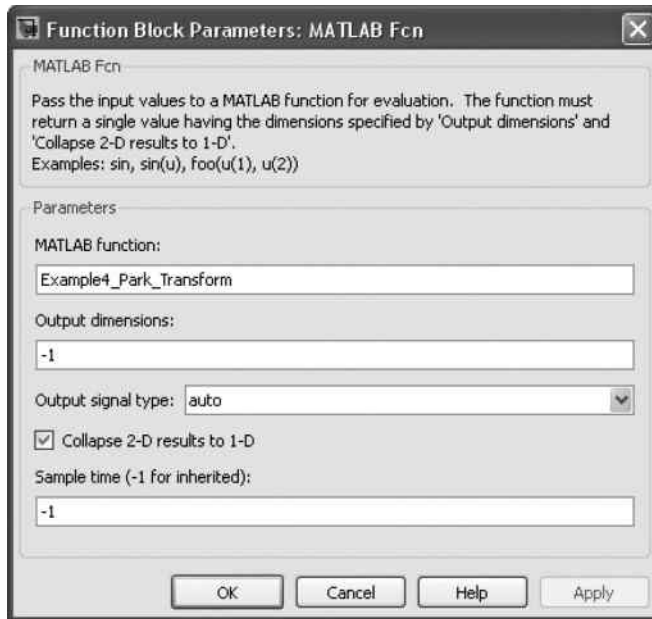 Function Block Parameters: MATLAB Fcn
MATLAB Fcn
Pass the input values to a MATLAB function for evaluation. The function must
return a single value having the dimensions specified by 'Output dimensions' and
'Collapse 2-D results to 1-D'.
Examples: sin, sin(u), foo(u(1), u(2))
Parameters
MATLAB function:
Example4_Park_Transform
Output dimensions:
-1
Output signal type: auto
Collapse 2-D results to 1-D
Sample time (-1 for inherited):
-1
OK Cancel Help Apply